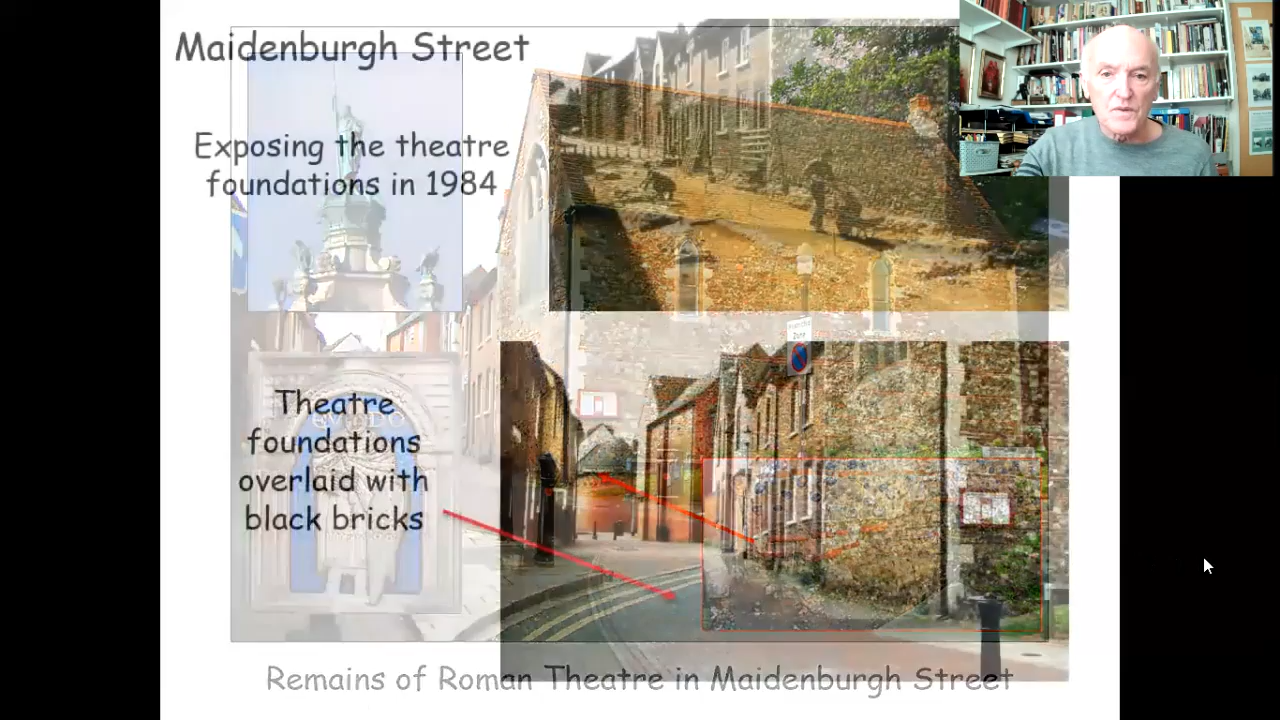 Maidenburgh Street
Exposing the theatre
foundations in 1984
Theatre
foundations
overlaid with
black bricks
Remains of Roman Theatre in Maidenburgh Street